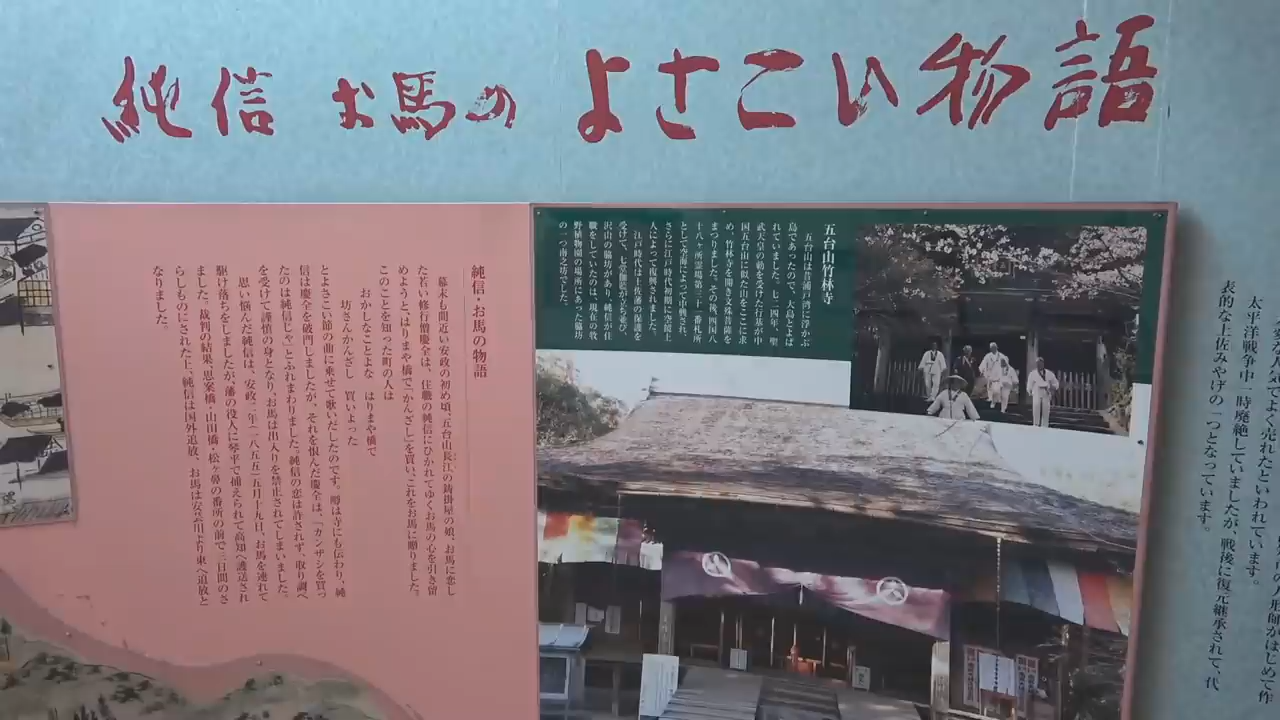 純信 お馬の よさこい物語
太平洋戦争中一時廃絶していましたが、戦後に復元継承されて、代
表的な土佐みやげの一つとなっています。
五台山竹林寺
五台山は昔浦戸湾に浮かぶ
島であったので、大島とよば
れていました。七二四年、聖
武天皇の勅を受けた行基が中
国五台山に似た山をここに求
め、竹林寺を開き文殊菩薩を
まつりました。その後、四国八
十八ヶ所霊場第三十一番札所
として空海によって中興され、
さらに江戸時代初期に空鏡上
人によって復興されました。
江戸時代は土佐藩の保護を
受けて、七堂伽藍が立ち並び、
沢山の脇坊があり、純信が住
職をしていたのは、現在の牧
野植物園の場所にあった脇坊
の一つ南之坊でした。
純信・お馬の物語
幕末も間近い安政の初め頃、五台山長江の鋳掛屋の娘、お馬に恋し
た若い修行僧慶全は、住職の純信にひかれてゆくお馬の心を引き留
めようと、はりまや橋で「かんざし」を買い、これをお馬に贈りました。
このことを知った町の人は
おかしなことよな はりまや橋で
坊さんかんざし 買いよった
とよさこい節の曲に乗せて歌いだしたのです。噂は寺にも伝わり、純
信は慶全を破門しましたが、それを恨んだ慶全は、「カンザシを買っ
たのは純信じゃ」とふれまわりました。純信の恋は許されず、取り調べ
を受けて謹慎の身となり、お馬は出入りを禁止されてしまいました。
思い悩んだ純信は、安政二年(一八五五)五月十九日、お馬を連れて
駆け落ちをしましたが、藩の役人に琴平で捕えられて高知へ護送され
ました。裁判の結果、思案橋・山田橋・松ヶ鼻の番所の前で三日間のさ
らしものにされた上、純信は国外追放、お馬は安芸川より東へ追放と
なりました。